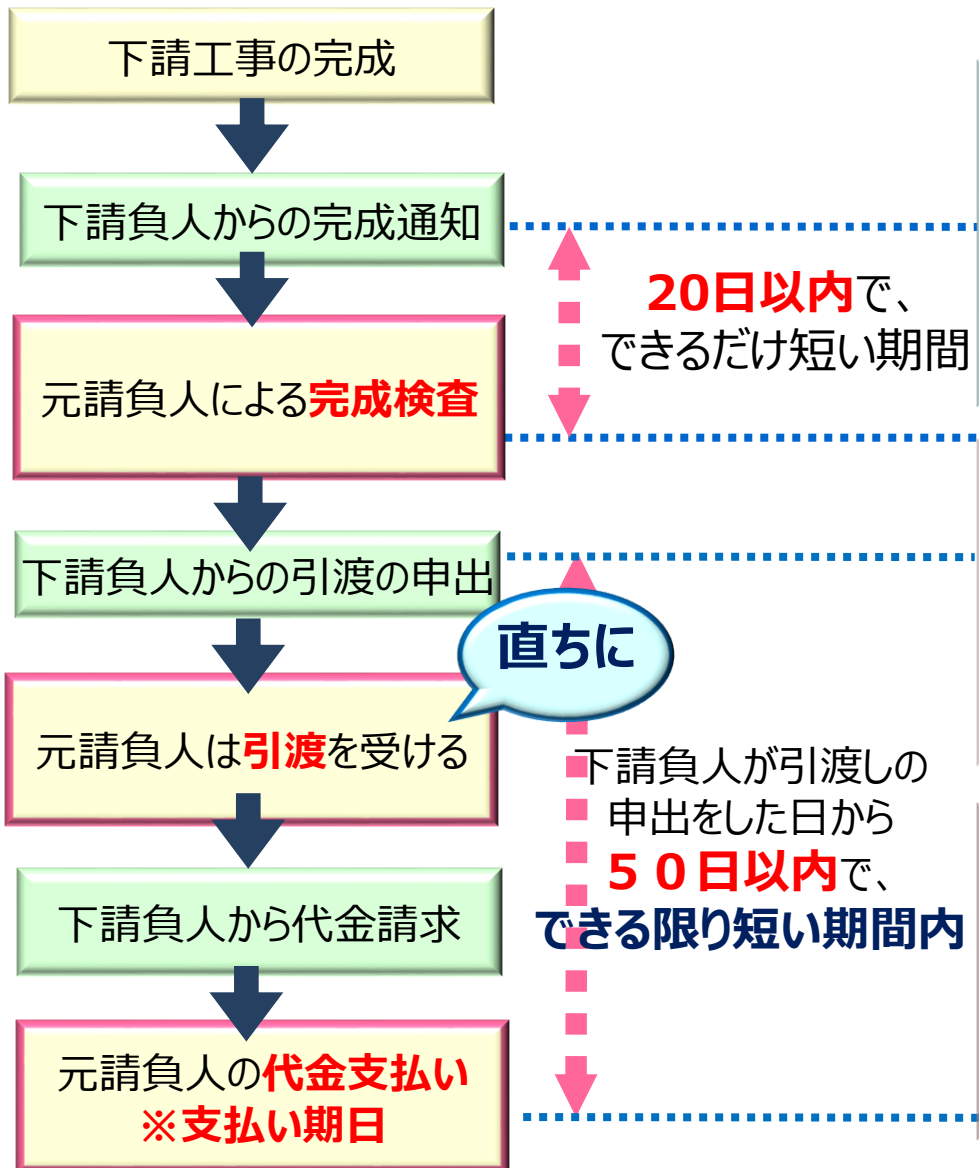 下請工事の完成
下請負人からの完成通知
20日以内で、
できるだけ短い期間
元請負人による完成検査
下請負人からの引渡の申出
直ちに
元請負人は引渡を受ける
下請負人が引渡しの
申出をした日から
５０日以内で、
できる限り短い期間内
下請負人から代金請求
元請負人の代金支払い
※支払い期日